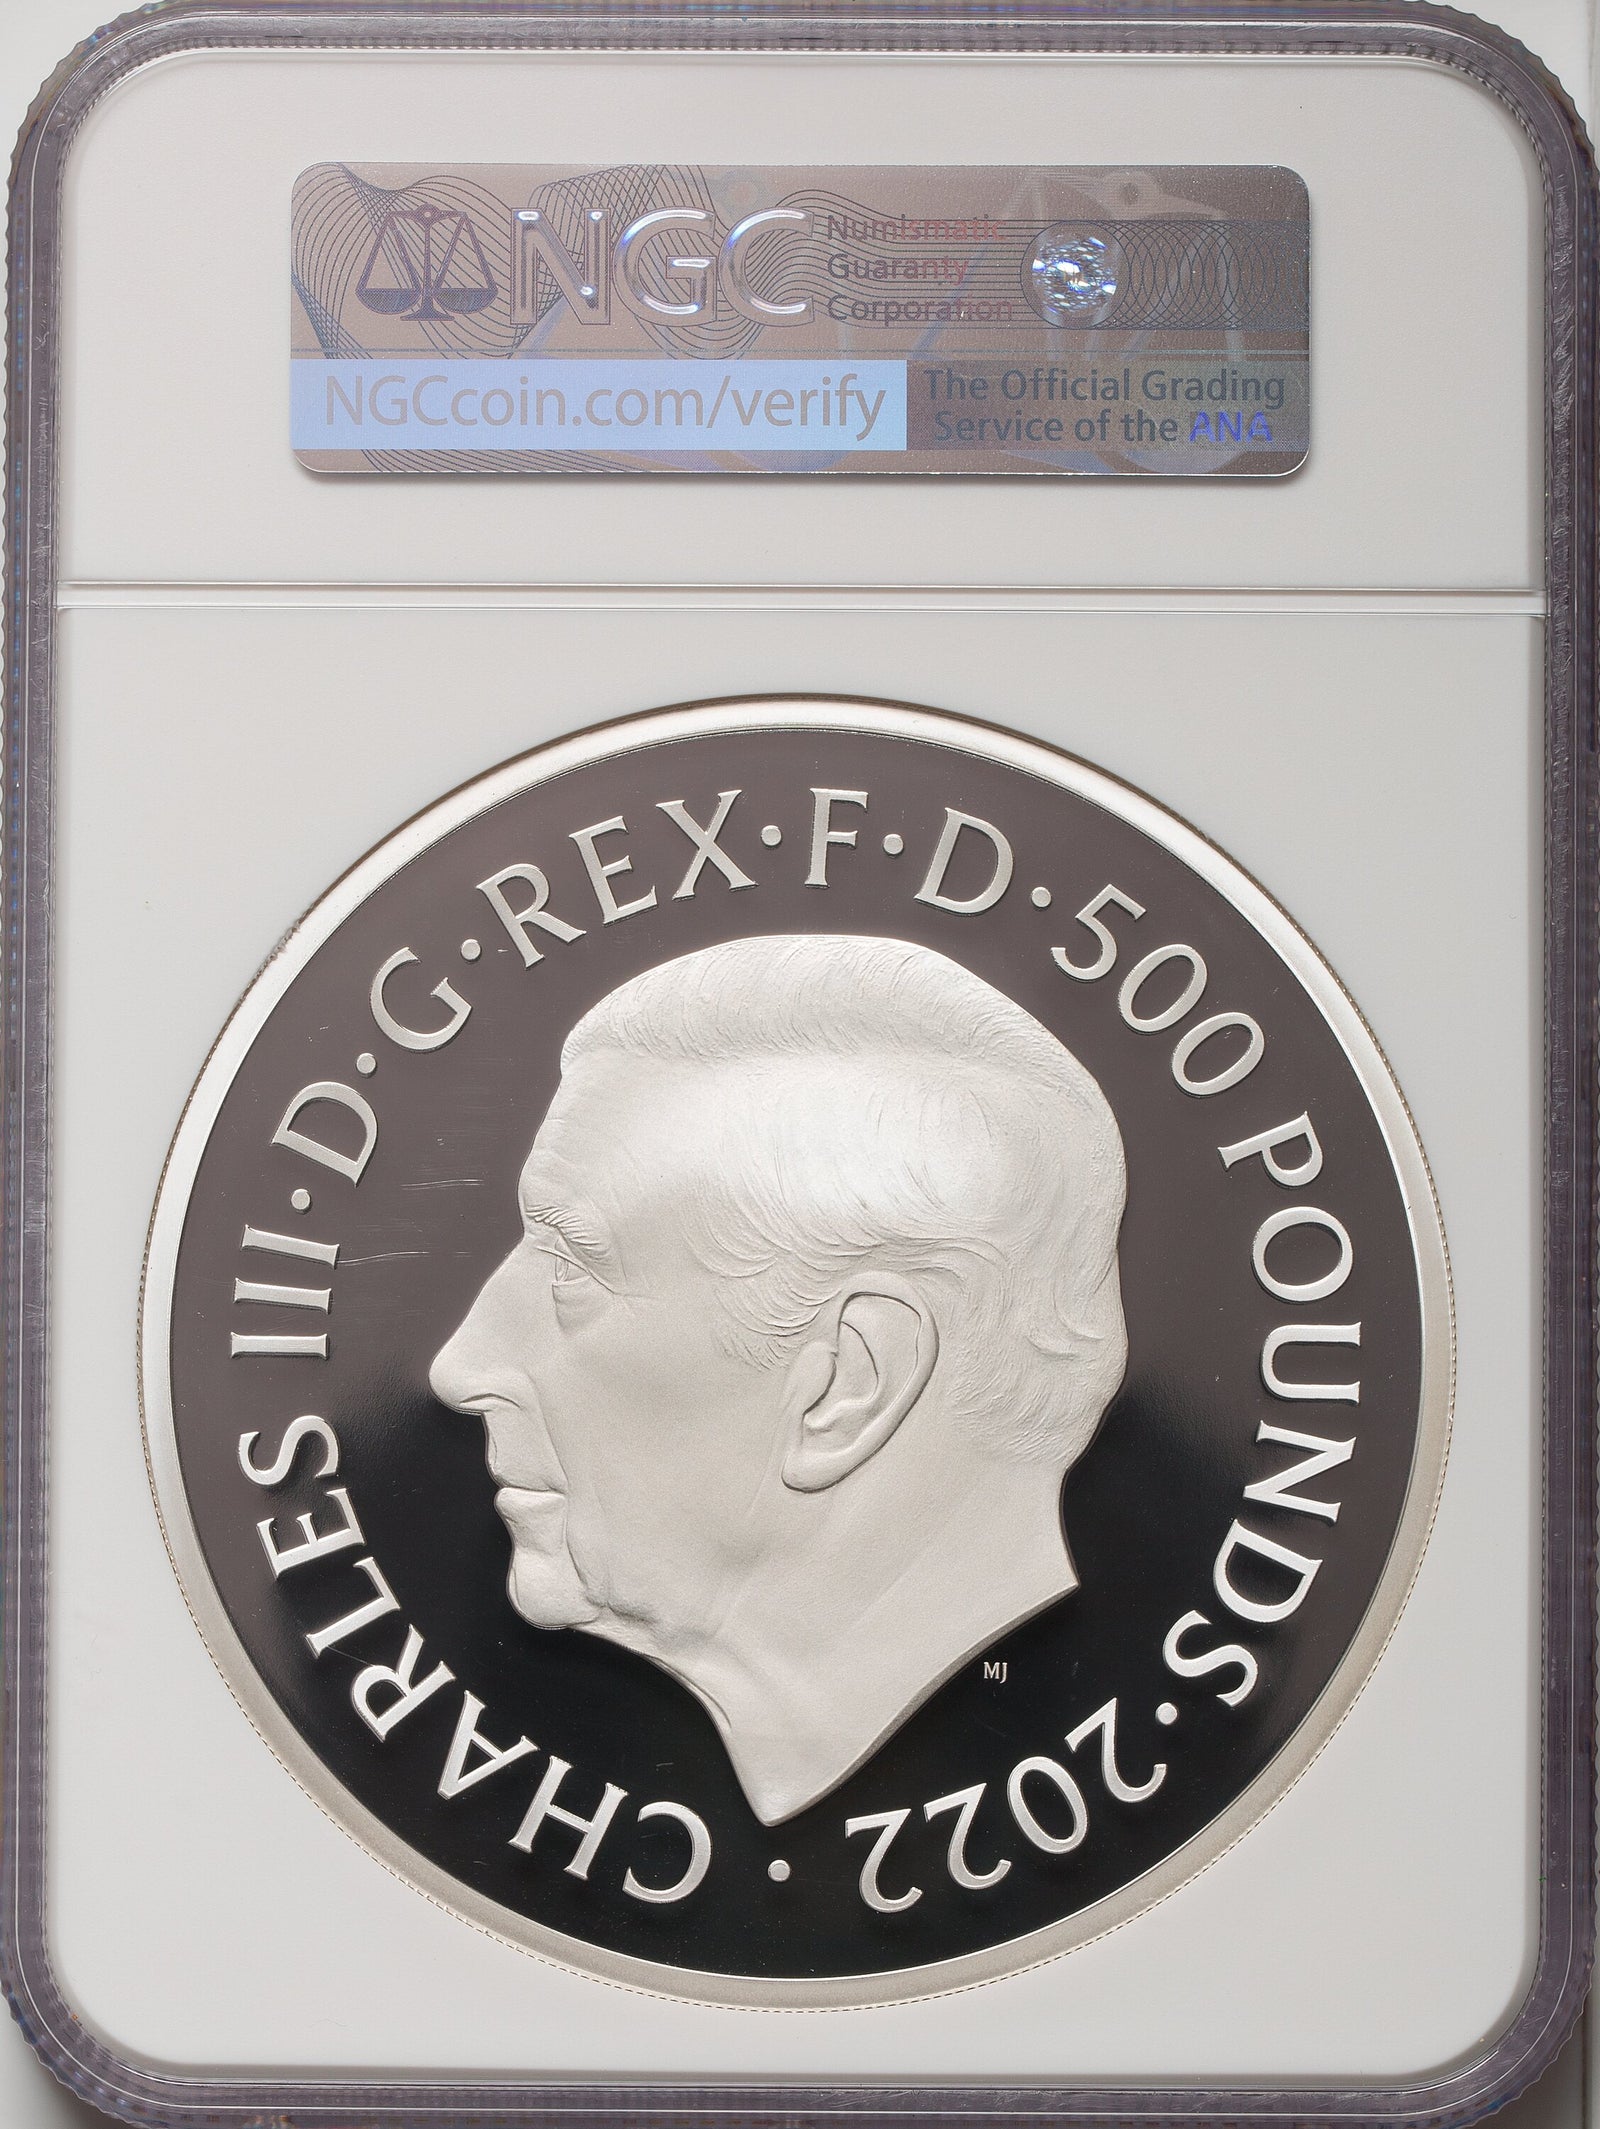 NGC
Numismatic
Guaranty
Corporation
NGCcoin.com/verify
The Official Grading
Service of the ANA
CHARLES III·D·G·REX·F·D·500 POUNDS·2022·
MJ